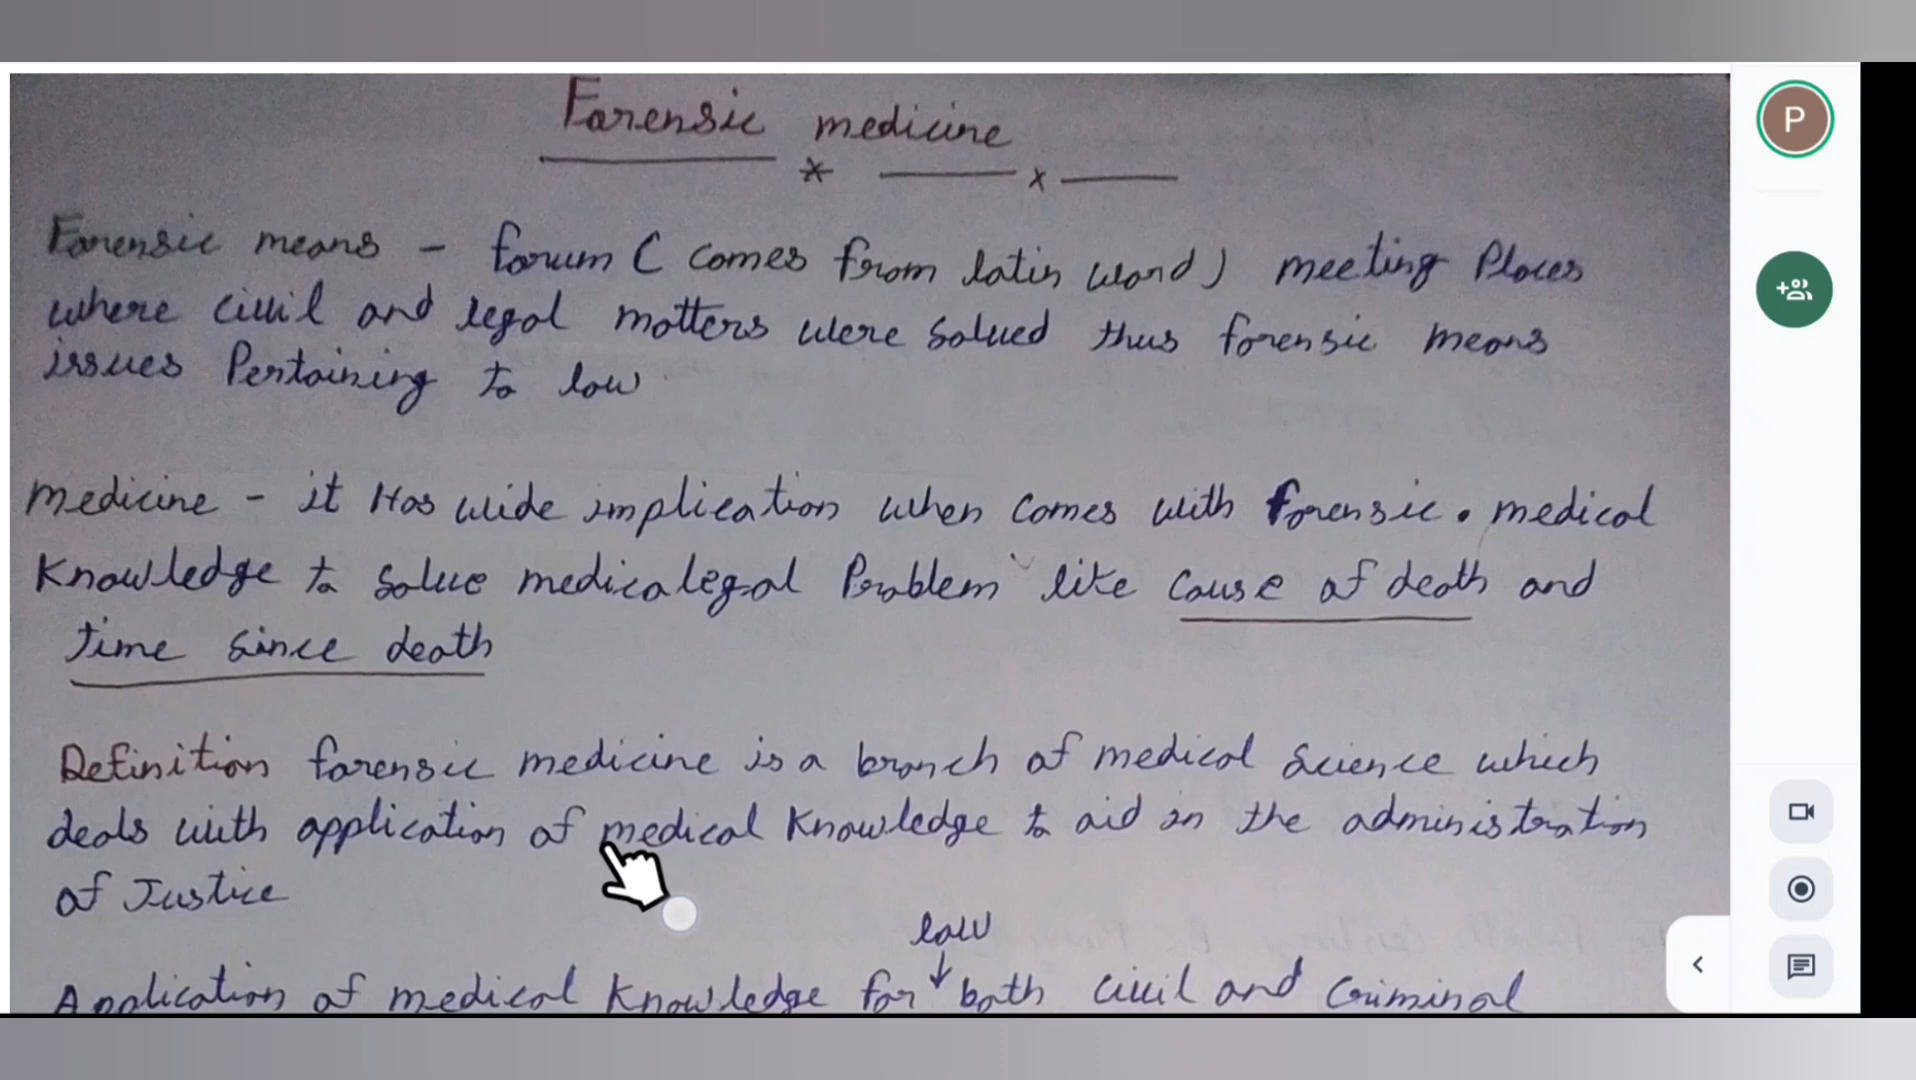 Forensic medicine
Forensic means - forum ( comes from latin word ) meeting Places
where civil and legal matters were solved thus forensic means
issues Pertaining to law.
medicine - it Has wide implication when comes with forensic. medical
Knowledge to solve medicalegal Problem like cause of death and
time since death
Definition forensic medicine is a branch of medical science which
deals with application of medical Knowledge to aid in the administration
of Justice
law
Application of medical Knowledge for both civil and Criminal
P